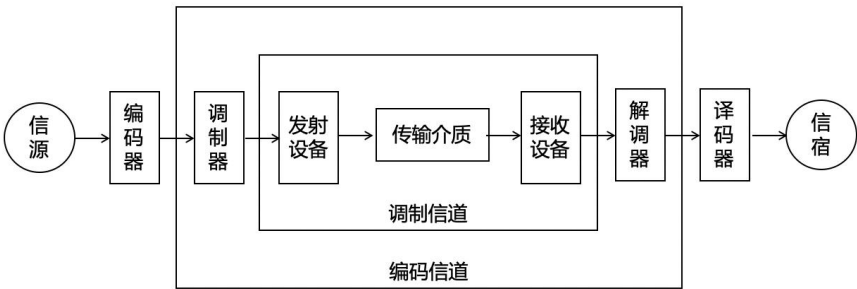 信源
编码器
调制器
发射设备
传输介质
接收设备
解调器
译码器
信宿
调制信道
编码信道